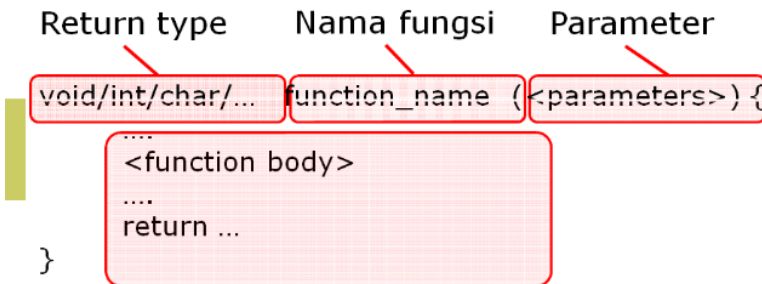 Return type Nama fungsi Parameter
void/int/char/... function_name (<parameters>) {
....
<function body>
....
return ...
}